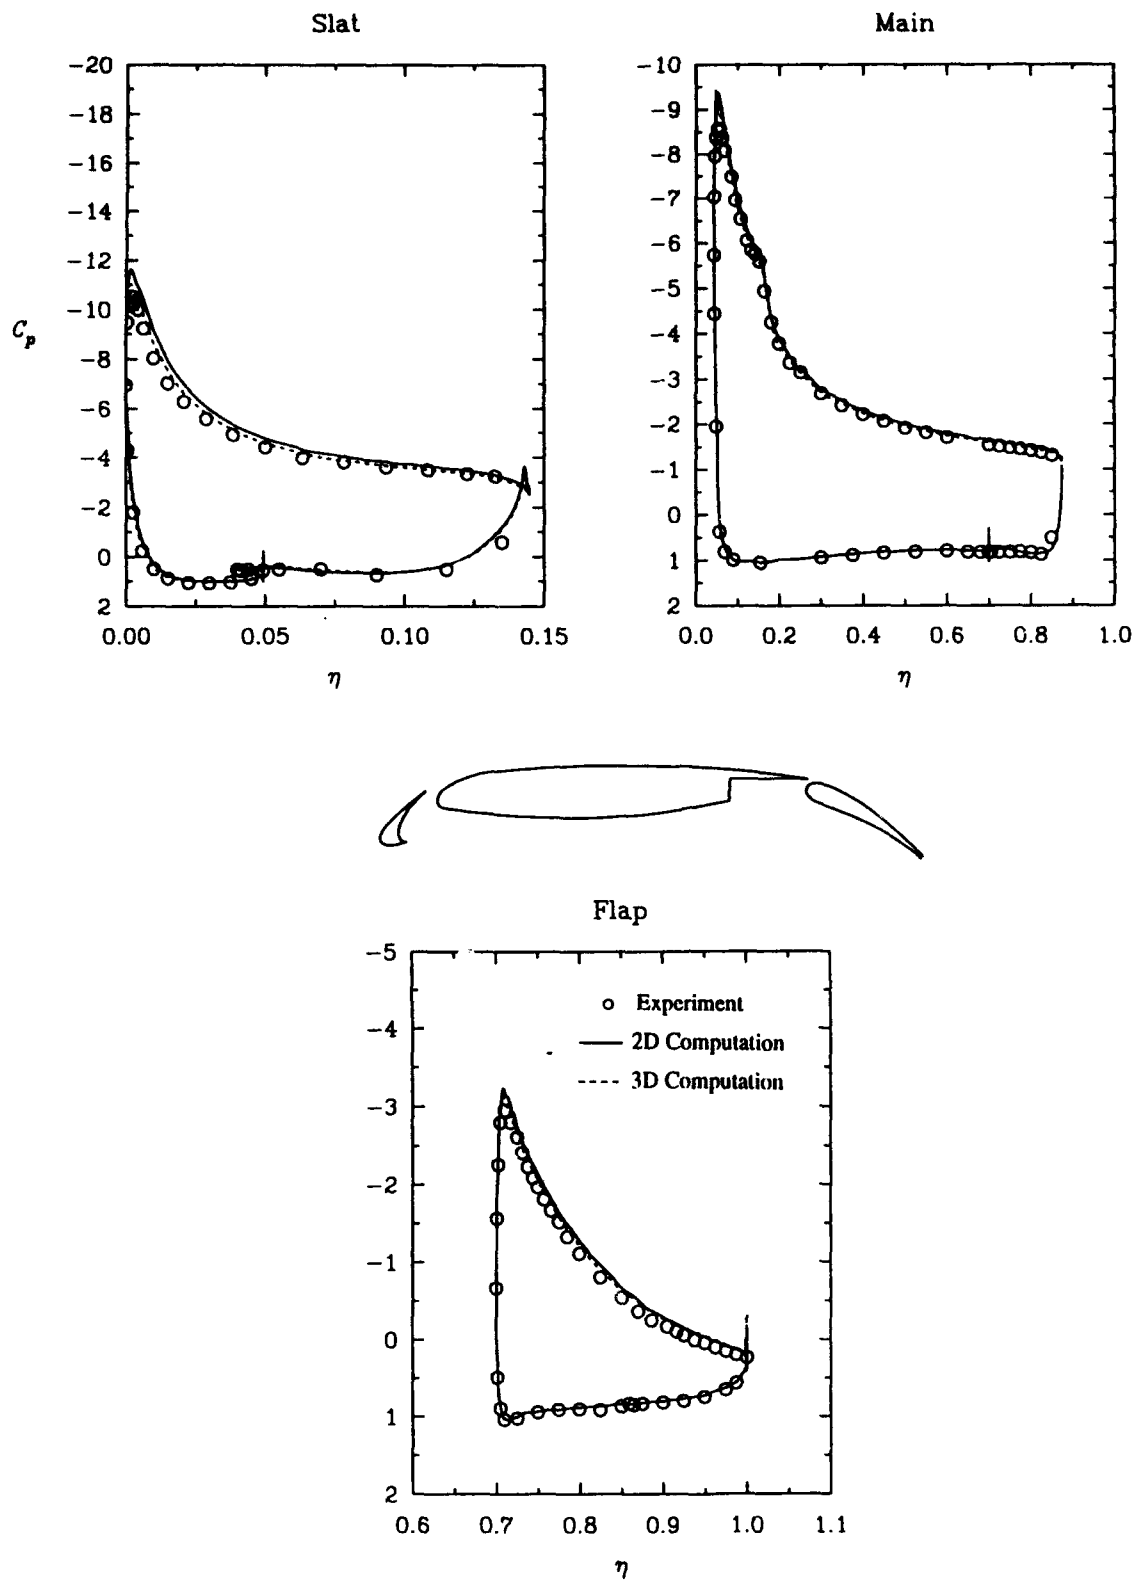 Slat
-20
-18
-16
-14
-12
-10
-8
-6
-4
-2
0
2
C_p
0.00 0.05 0.10 0.15
η
Main
-10
-9
-8
-7
-6
-5
-4
-3
-2
-1
0
1
2
0.0 0.2 0.4 0.6 0.8 1.0
η
Flap
-5
-4
-3
-2
-1
0
1
2
Experiment
2D Computation
3D Computation
0.6 0.7 0.8 0.9 1.0 1.1
η